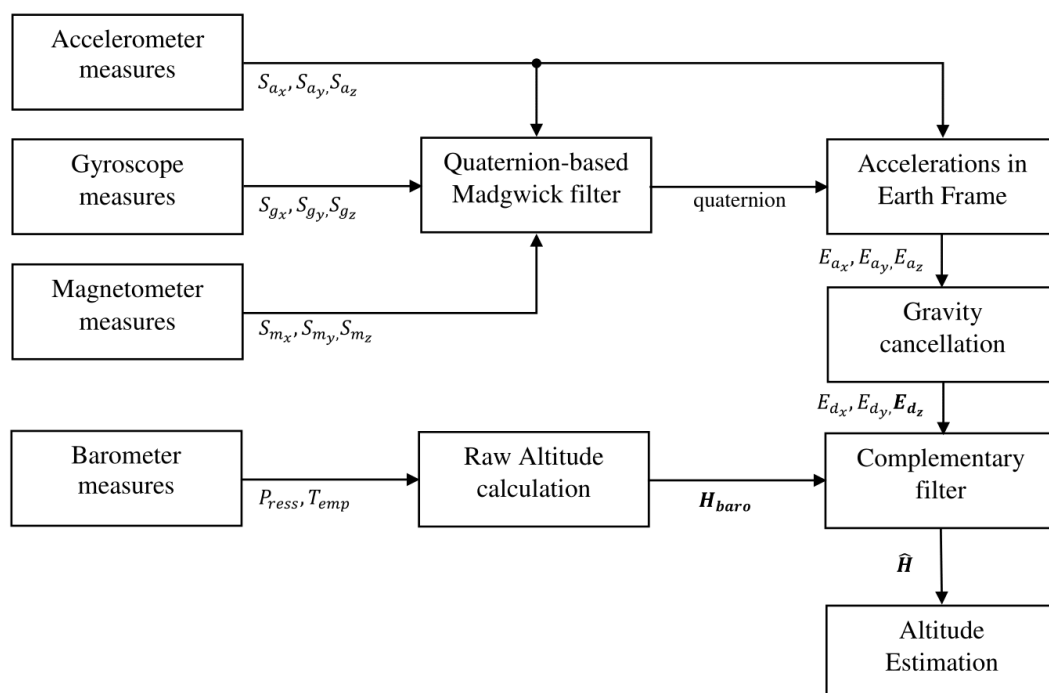 Accelerometer
measures
S_{a_x}, S_{a_y,} S_{a_z}
Gyroscope
measures
S_{g_x}, S_{g_y,} S_{g_z}
Quaternion-based
Madgwick filter
quaternion
Accelerations in
Earth Frame
E_{a_x}, E_{a_y,} E_{a_z}
Magnetometer
measures
S_{m_x}, S_{m_y,} S_{m_z}
Gravity
cancellation
E_{d_x}, E_{d_y,} E_{d_z}
Barometer
measures
P_{ress}, T_{emp}
Raw Altitude
calculation
H_{baro}
Complementary
filter
Ĥ
Altitude
Estimation